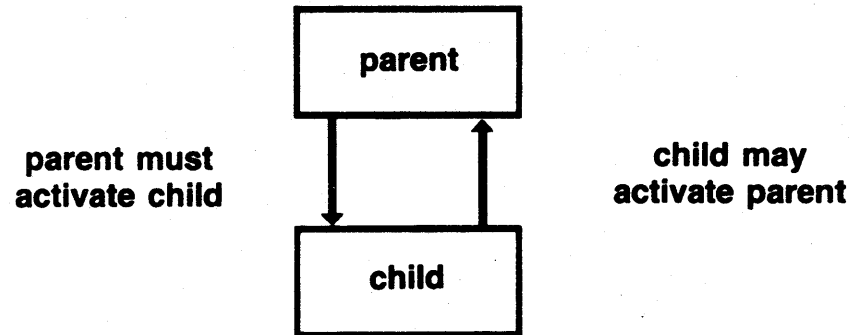 parent
parent must
activate child
child may
activate parent
child